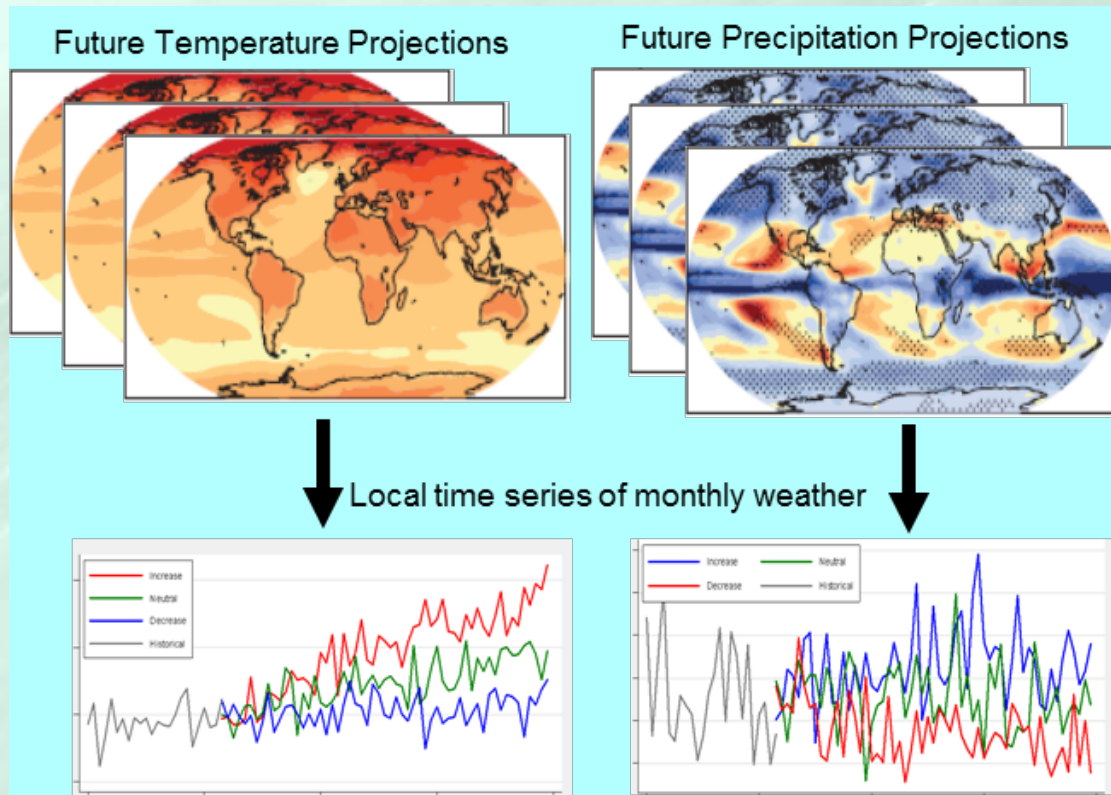 Future Temperature Projections
Future Precipitation Projections
Local time series of monthly weather
Increase
Neutral
Decrease
Historical
Increase
Neutral
Decrease
Historical